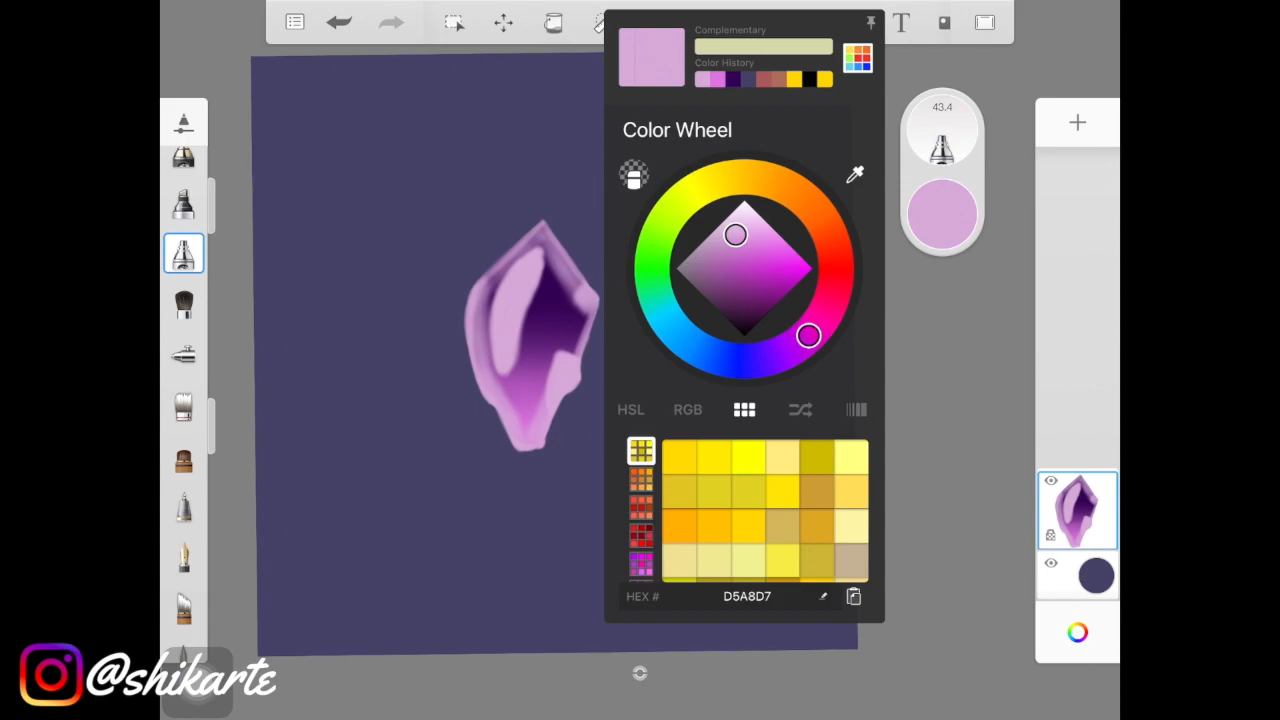 T
Complementary
Color History
Color Wheel
43.4
HSL RGB
HEX # D5A8D7
@shikarte